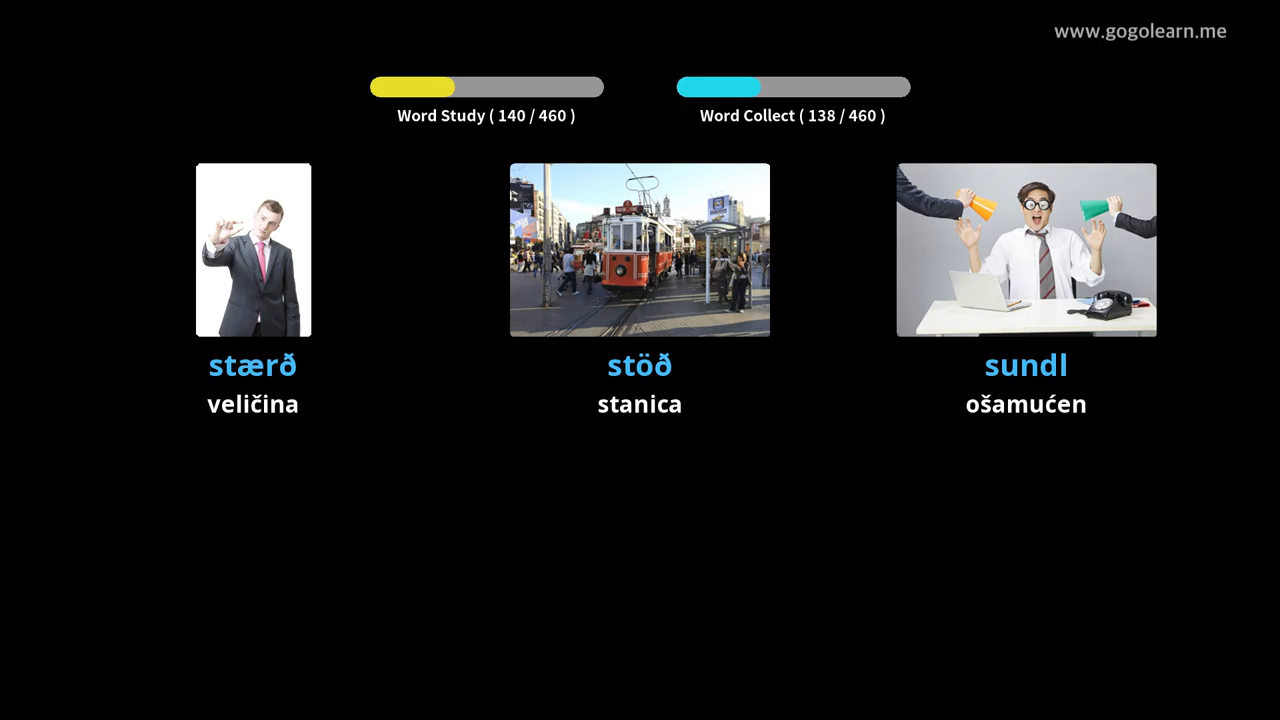 www.gogolearn.me
Word Study ( 140 / 460 )
Word Collect ( 138 / 460 )
stærð
stöð
sundl
veličina
stanica
ošamućen